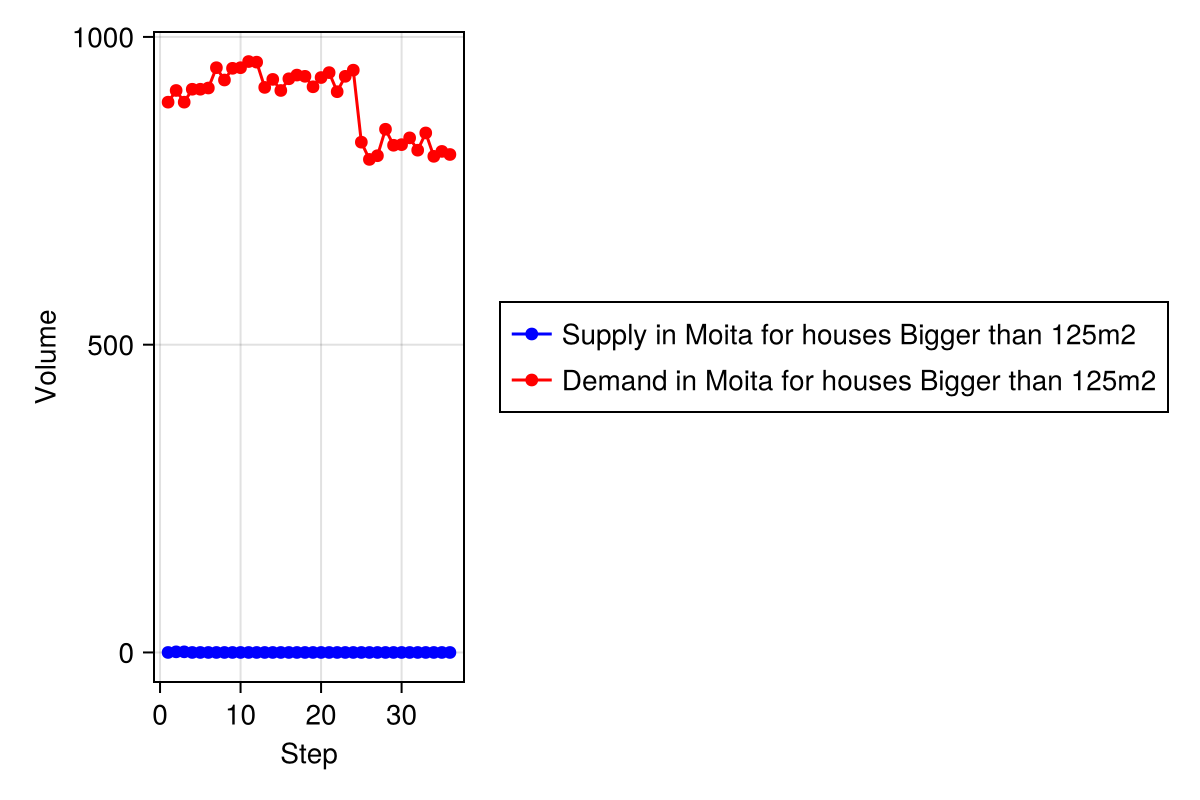 1000
500
0
Volume
0 10 20 30
Step
Supply in Moita for houses Bigger than 125m2
Demand in Moita for houses Bigger than 125m2